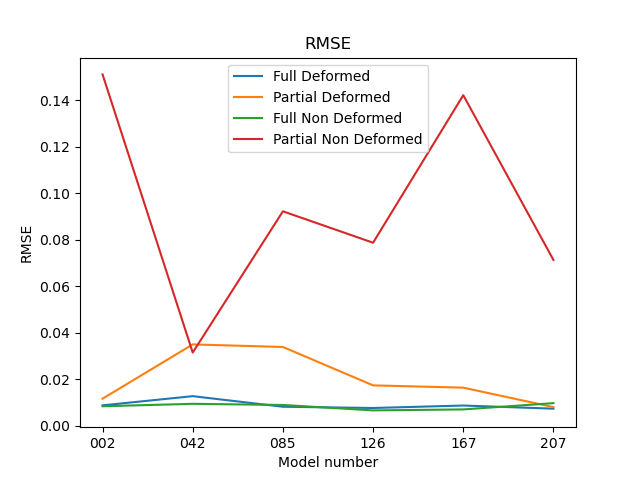 RMSE
Full Deformed
Partial Deformed
Full Non Deformed
Partial Non Deformed
0.14
0.12
0.10
0.08
0.06
0.04
0.02
0.00
RMSE
002 042 085 126 167 207
Model number